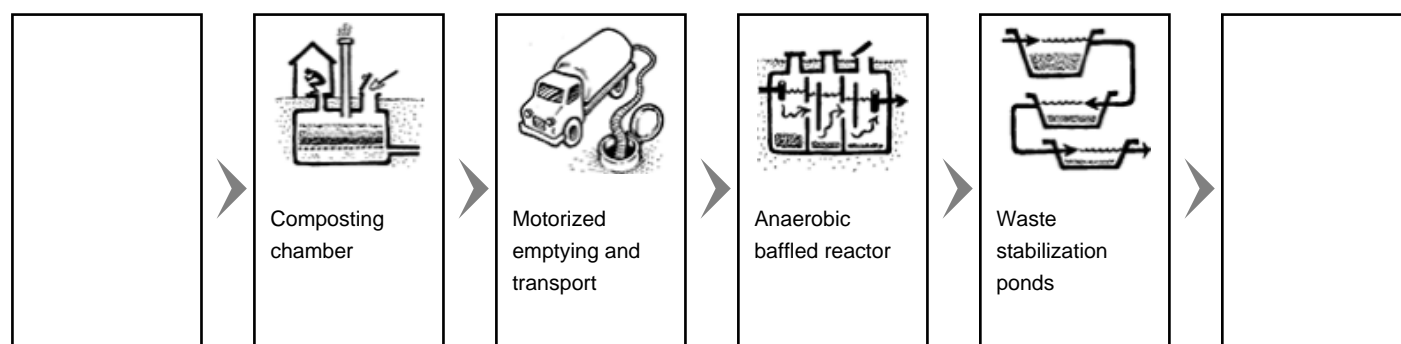 Composting
chamber
Motorized
emptying and
transport
Anaerobic
baffled reactor
Waste
stabilization
ponds